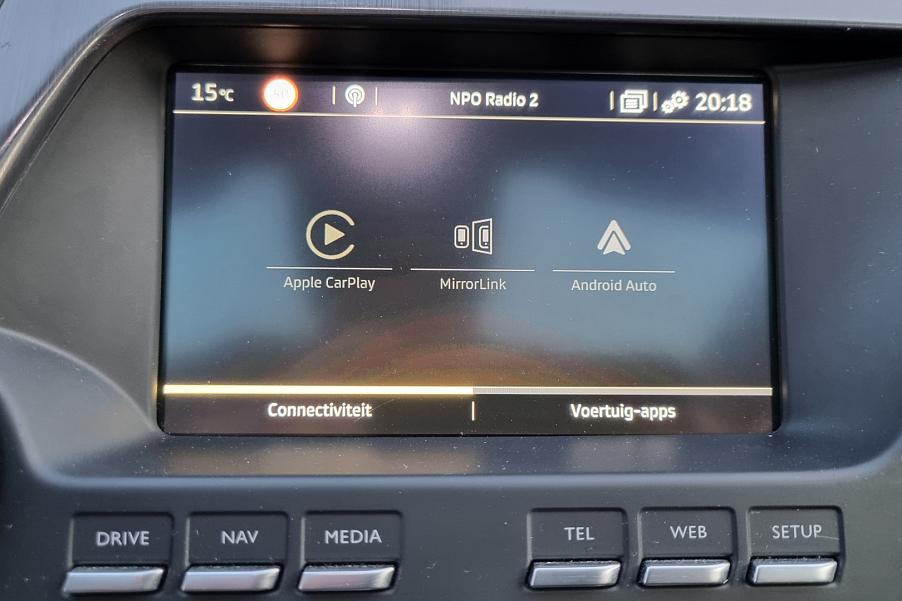 15°C NPO Radio 2 20:18
Apple CarPlay MirrorLink Android Auto
Connectiviteit Voertuig-apps
DRIVE NAV MEDIA TEL WEB SETUP